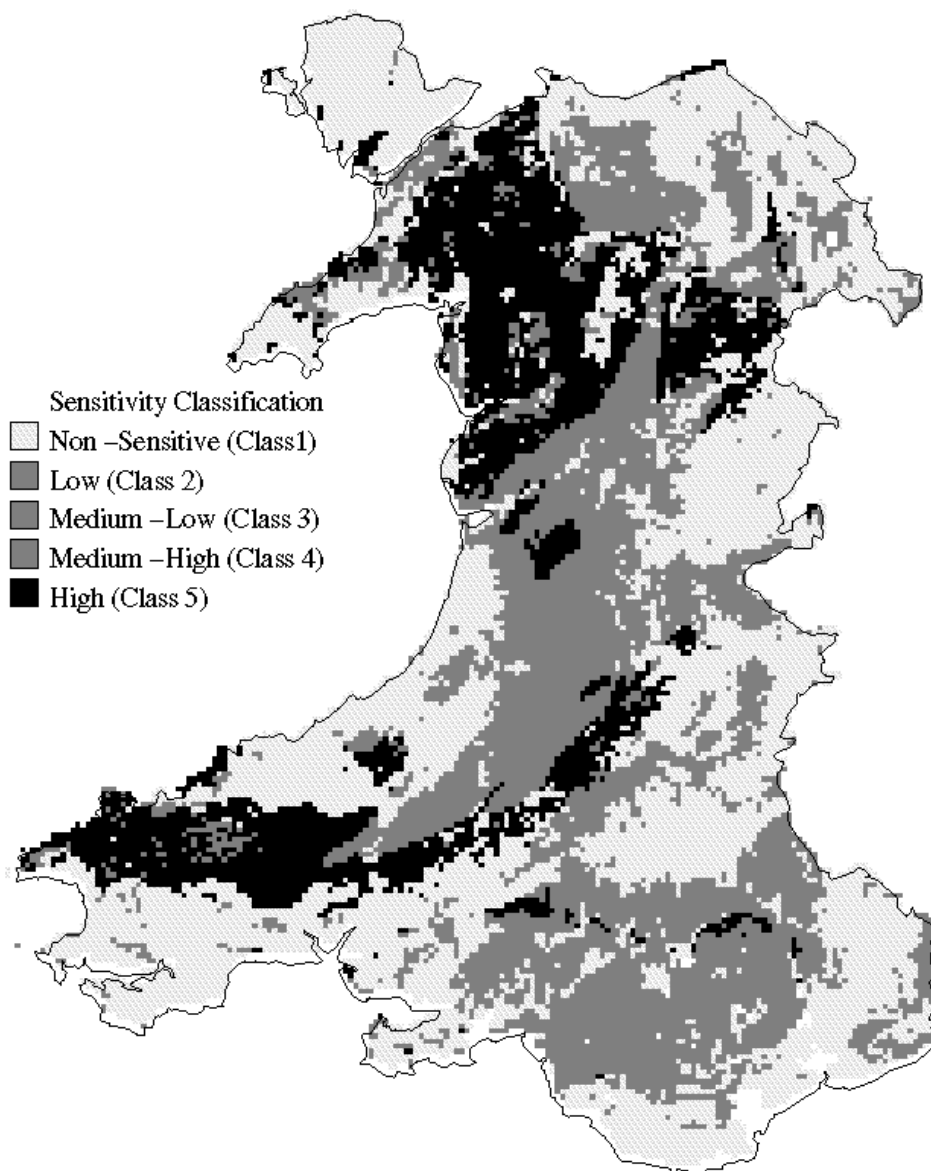 Sensitivity Classification
Non –Sensitive (Class1)
Low (Class 2)
Medium –Low (Class 3)
Medium –High (Class 4)
High (Class 5)